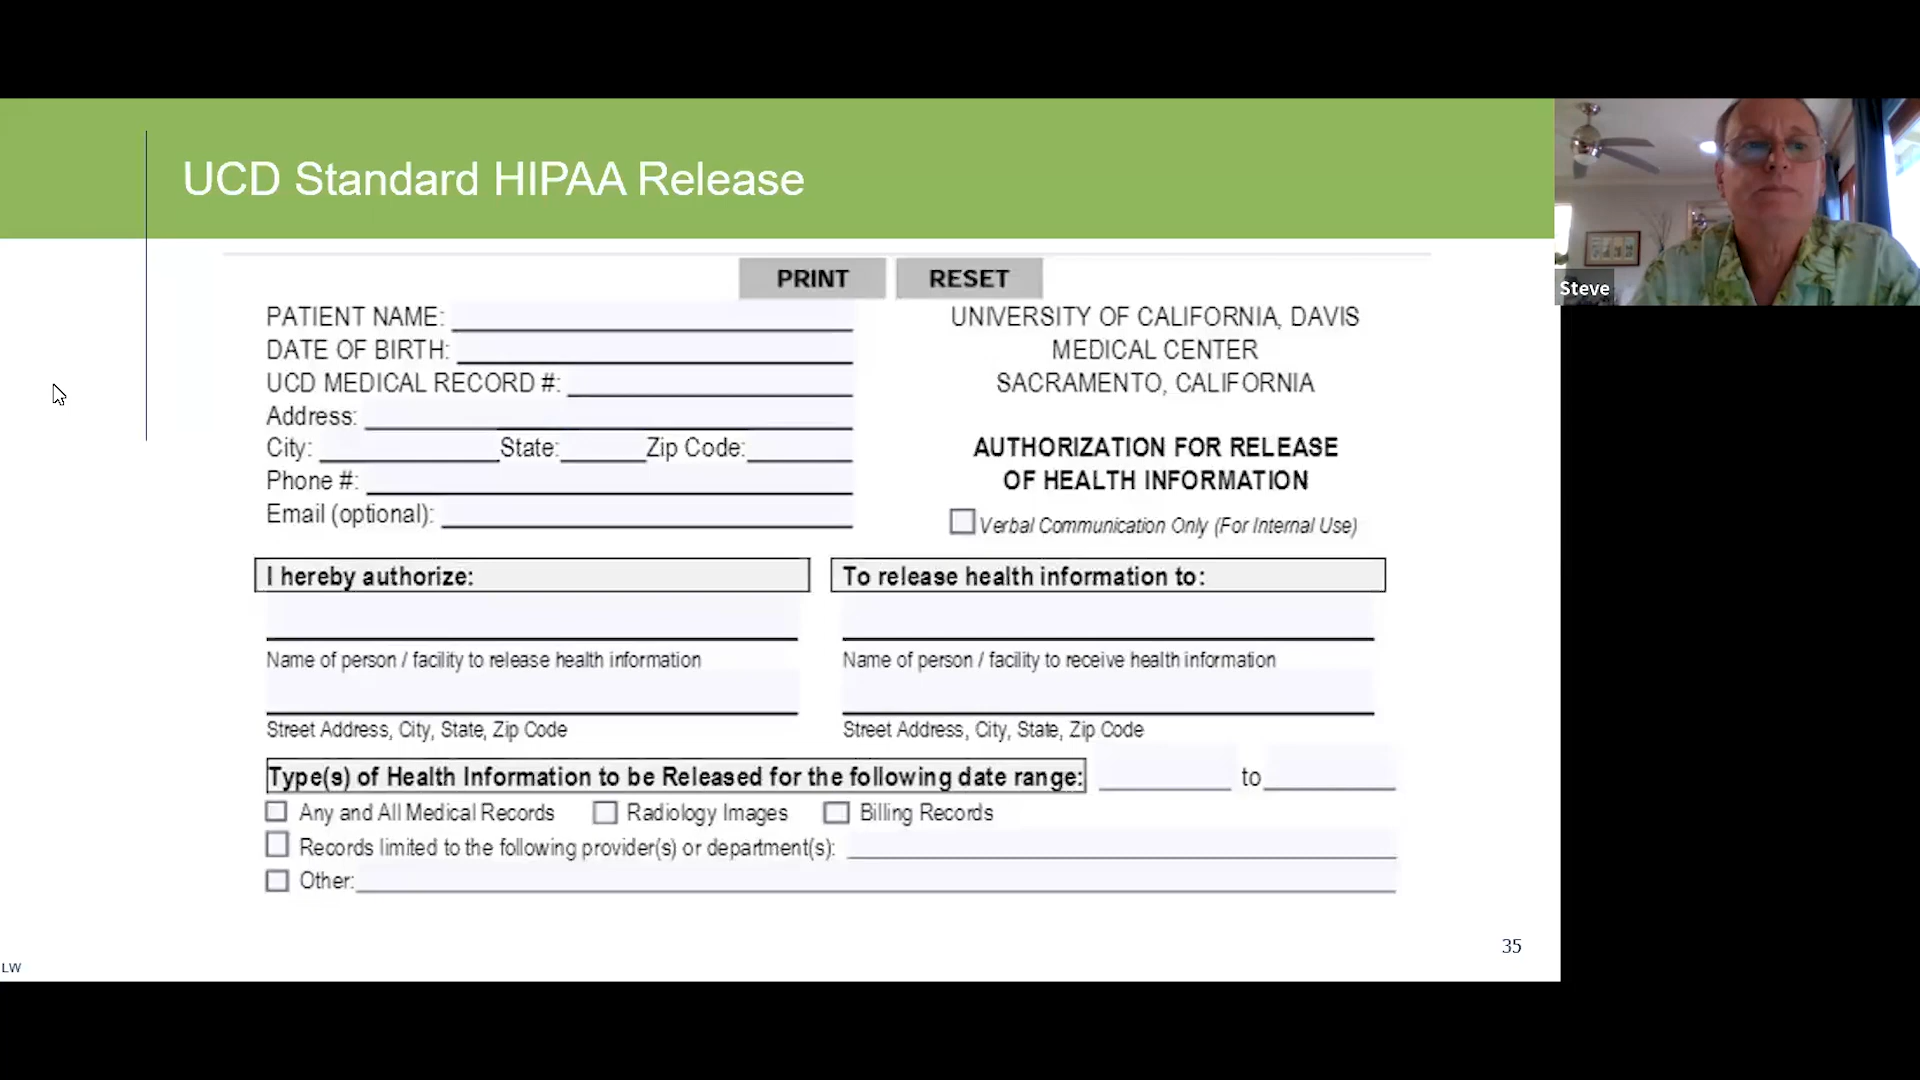 UCD Standard HIPAA Release
Steve
PRINT RESET
PATIENT NAME:
DATE OF BIRTH:
UCD MEDICAL RECORD #:
Address:
City: State: Zip Code:
Phone #:
Email (optional):
UNIVERSITY OF CALIFORNIA, DAVIS
MEDICAL CENTER
SACRAMENTO, CALIFORNIA
AUTHORIZATION FOR RELEASE
OF HEALTH INFORMATION
Verbal Communication Only (For Internal Use)
I hereby authorize:
Name of person / facility to release health information
Street Address, City, State, Zip Code
To release health information to:
Name of person / facility to receive health information
Street Address, City, State, Zip Code
Type(s) of Health Information to be Released for the following date range: to
Any and All Medical Records Radiology Images Billing Records
Records limited to the following provider(s) or department(s):
Other:
35
LW